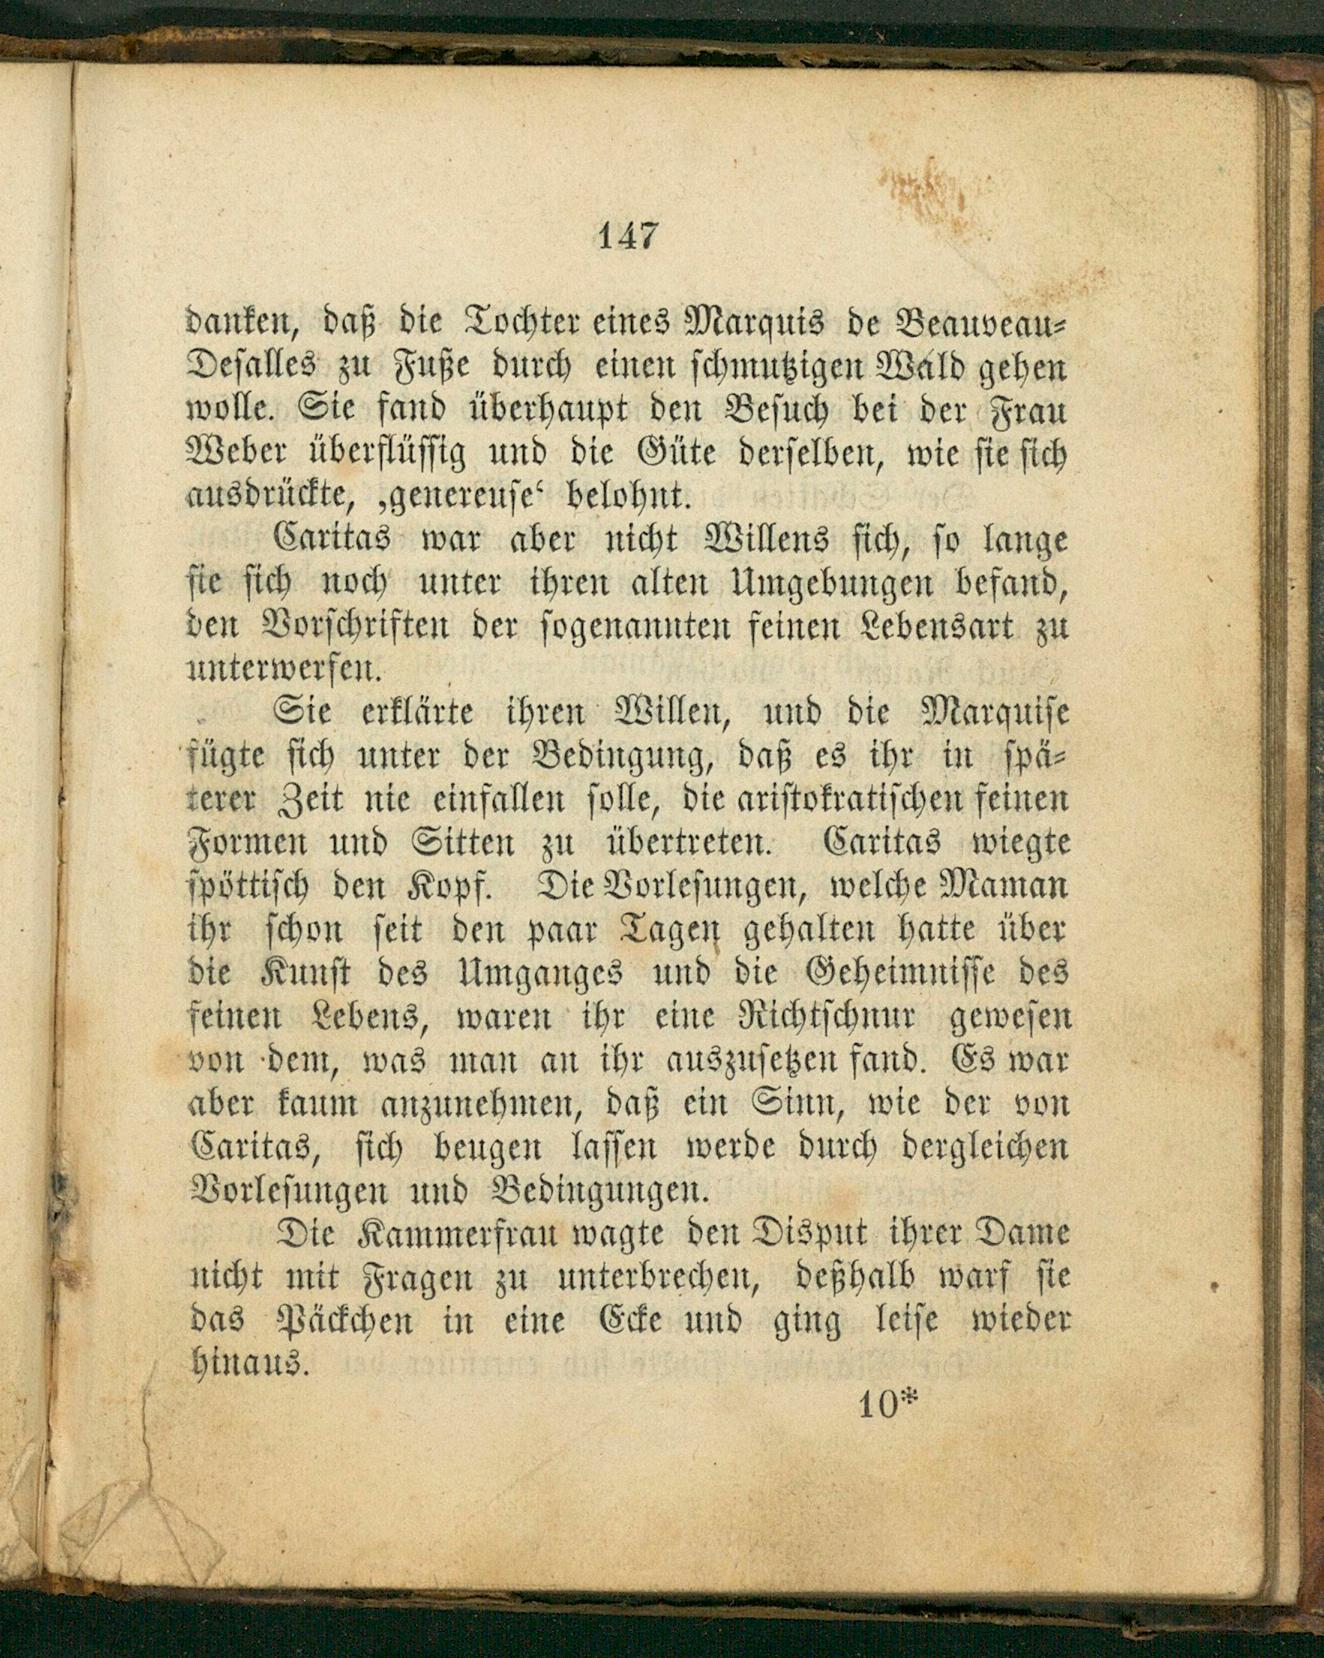 147
danken, daß die Tochter eines Marquis de Beauveau-
Desalles zu Fuße durch einen schmutzigen Wald gehen
wolle. Sie fand überhaupt den Besuch bei der Frau
Weber überflüssig und die Güte derselben, wie sie sich
ausdrückte, ‚genereuse‘ belohnt.
Caritas war aber nicht Willens sich, so lange
sie sich noch unter ihren alten Umgebungen befand,
den Vorschriften der sogenannten feinen Lebensart zu
unterwerfen.
Sie erklärte ihren Willen, und die Marquise
fügte sich unter der Bedingung, daß es ihr in spä-
terer Zeit nie einfallen solle, die aristokratischen feinen
Formen und Sitten zu übertreten. Caritas wiegte
spöttisch den Kopf. Die Vorlesungen, welche Maman
ihr schon seit den paar Tagen gehalten hatte über
die Kunst des Umganges und die Geheimnisse des
feinen Lebens, waren ihr eine Richtschnur gewesen
von dem, was man an ihr auszusetzen fand. Es war
aber kaum anzunehmen, daß ein Sinn, wie der von
Caritas, sich beugen lassen werde durch dergleichen
Vorlesungen und Bedingungen.
Die Kammerfrau wagte den Disput ihrer Dame
nicht mit Fragen zu unterbrechen, deßhalb warf sie
das Päckchen in eine Ecke und ging leise wieder
hinaus.
10*